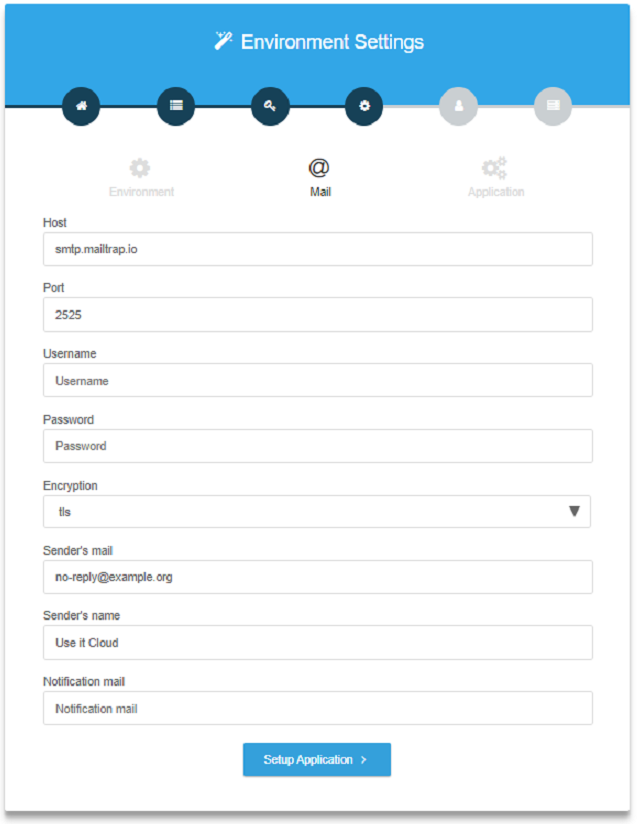 Environment Settings
@
Environment Mail Application
Host
smtp.mailtrap.io
Port
2525
Username
Username
Password
Password
Encryption
tls
Sender's mail
no-reply@example.org
Sender's name
Use it Cloud
Notification mail
Notification mail
Setup Application >